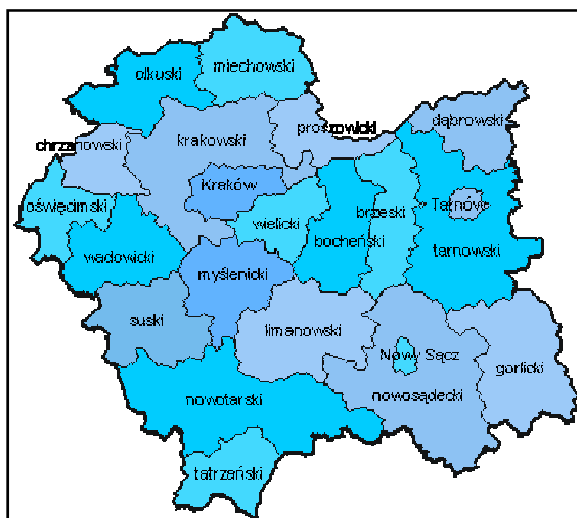 olkuski
miechowski
dąbrowski
proszowicki
krakowski
chrzanowski
Kraków
oświęcimski
Tarnów
wielicki
brzeski
bocheński
tarnowski
wadowicki
myślenicki
suski
limanowski
Nowy Sącz
gorlicki
nowosądecki
nowotarski
tatrzański